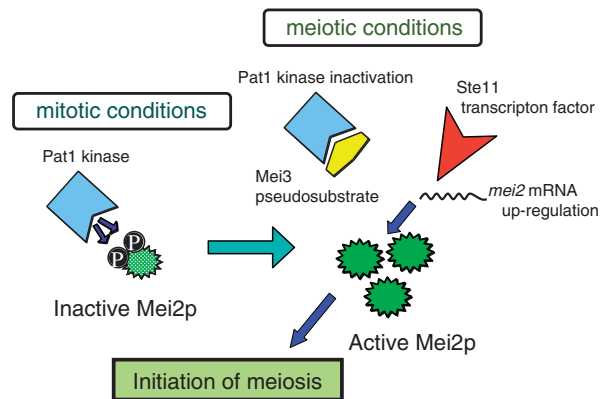 meiotic conditions
mitotic conditions
Pat1 kinase inactivation
Ste11
transcripton factor
Pat1 kinase
Mei3
pseudosubstrate
mei2 mRNA
up-regulation
P
P
Inactive Mei2p
Active Mei2p
Initiation of meiosis